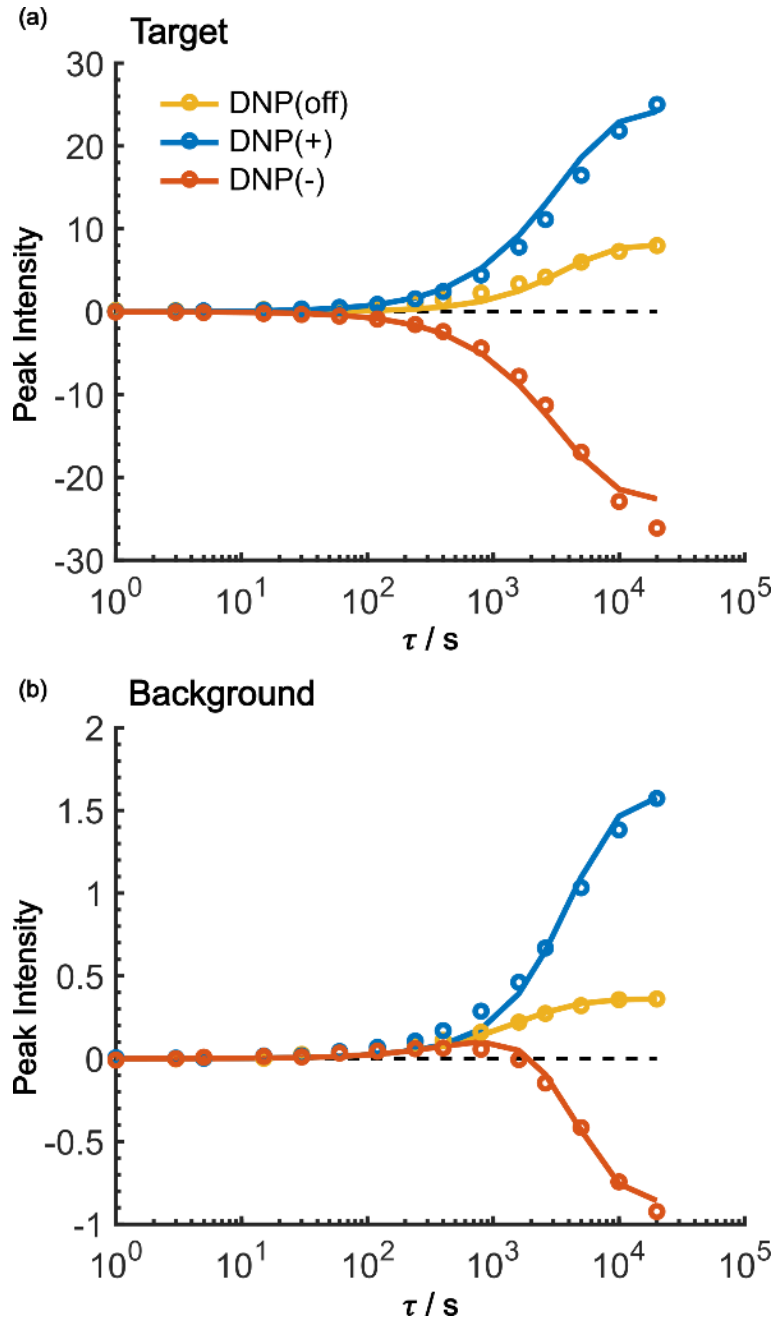 (a) Target
30
20
10
0
-10
-20
-30
Peak Intensity
DNP(off)
DNP(+)
DNP(-)
10^0 10^1 10^2 10^3 10^4 10^5
τ / s
(b) Background
2
1.5
1
0.5
0
-0.5
-1
Peak Intensity
10^0 10^1 10^2 10^3 10^4 10^5
τ / s